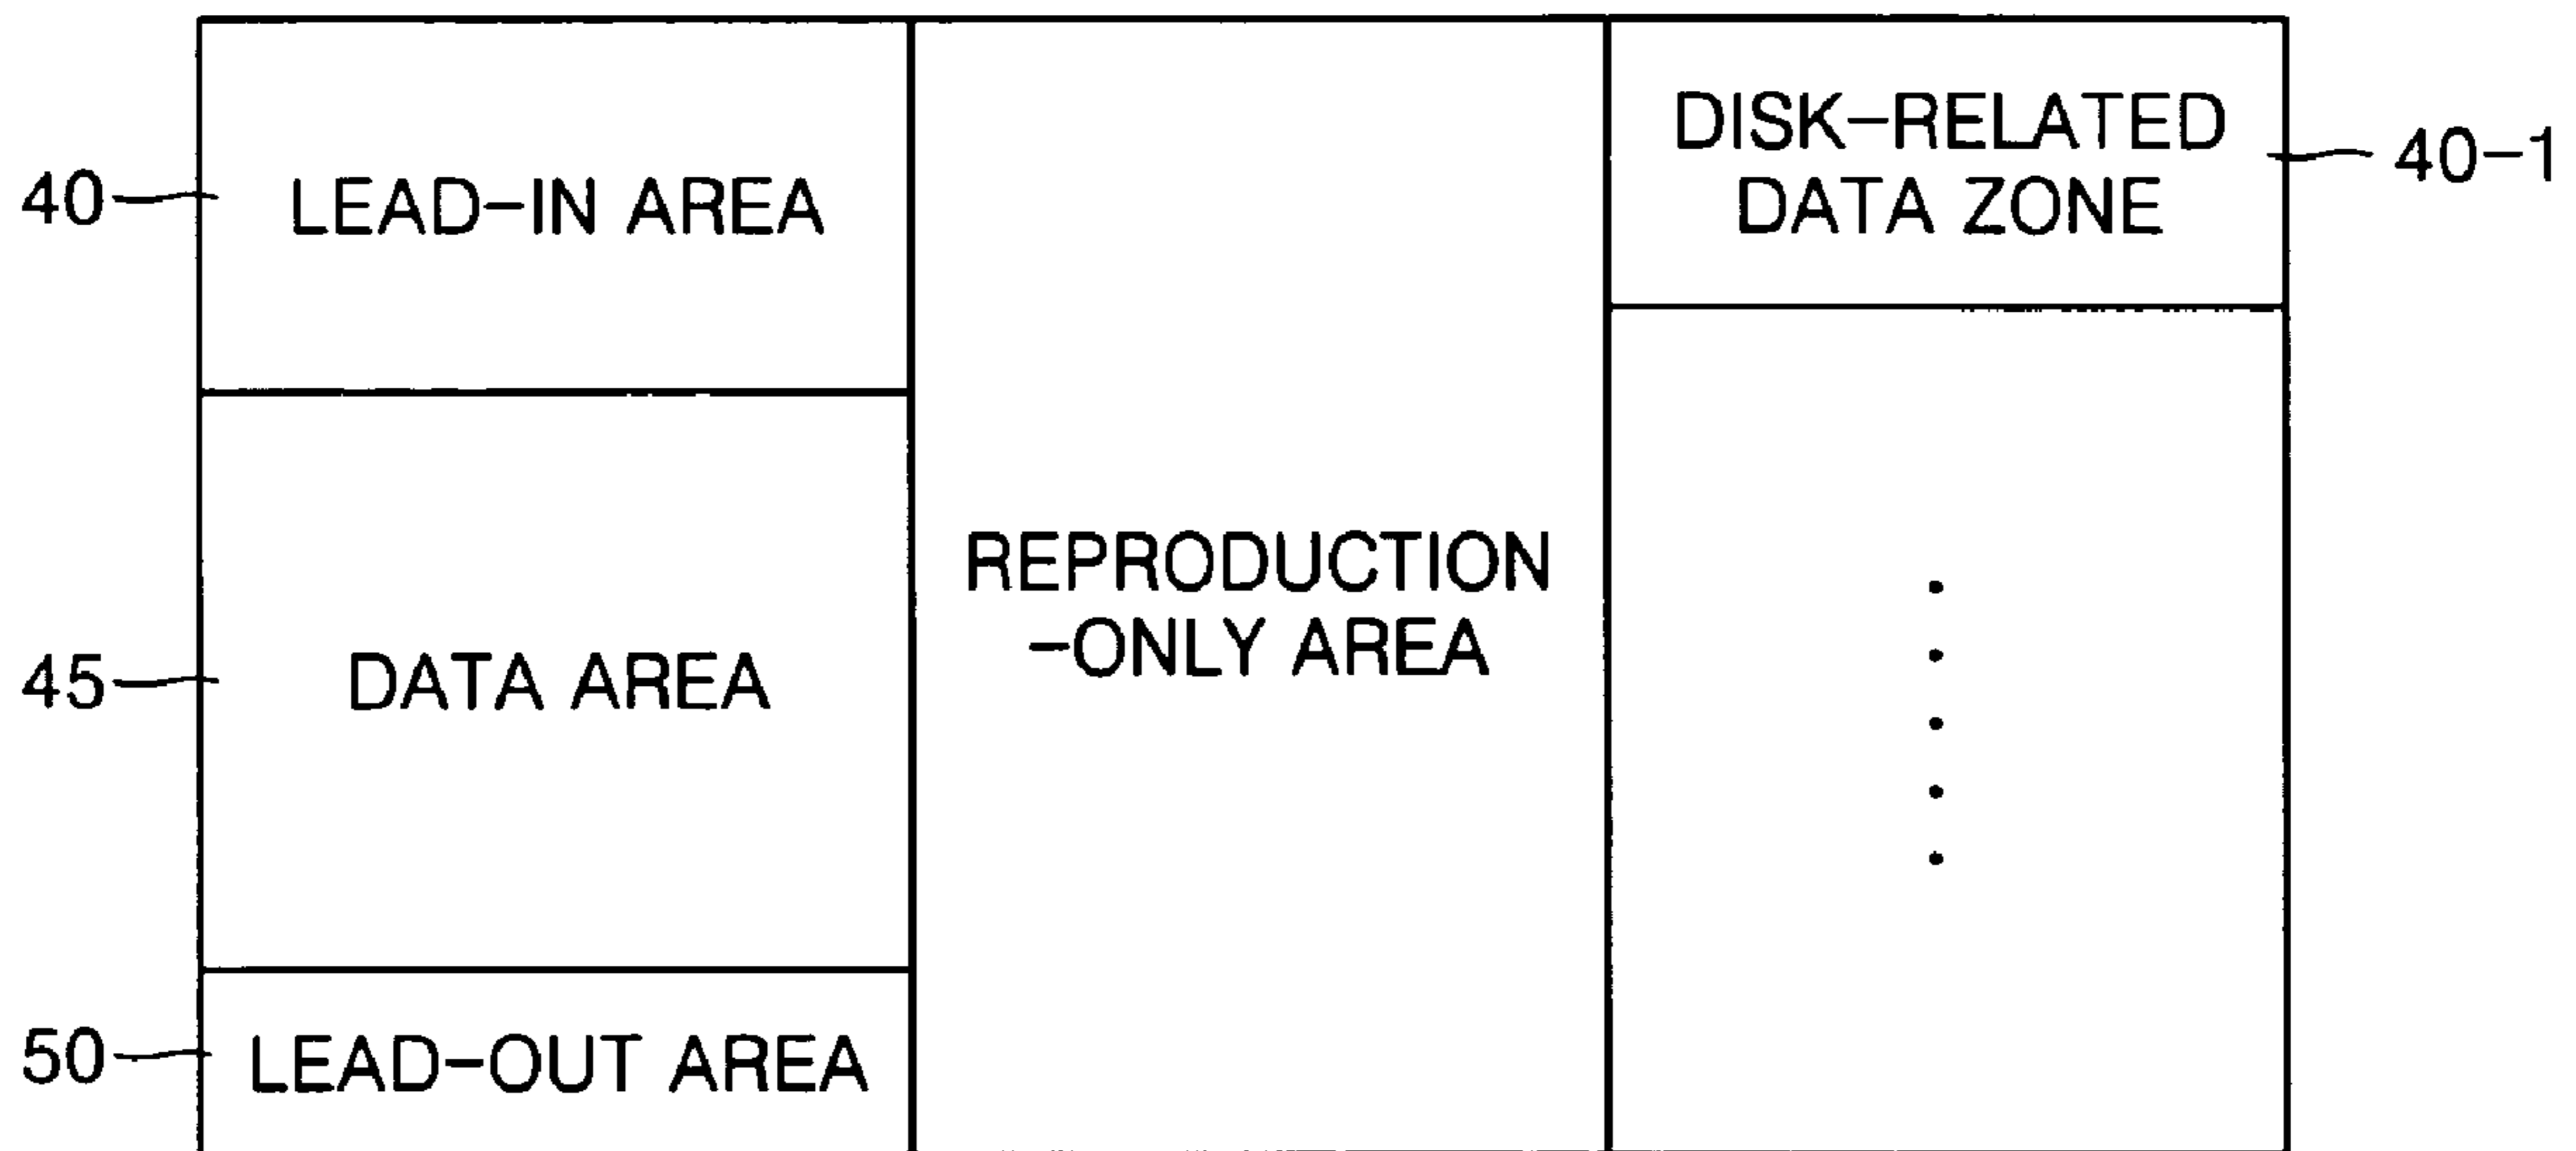 40
LEAD-IN AREA
45
DATA AREA
50
LEAD-OUT AREA
REPRODUCTION
-ONLY AREA
DISK-RELATED
DATA ZONE
40-1